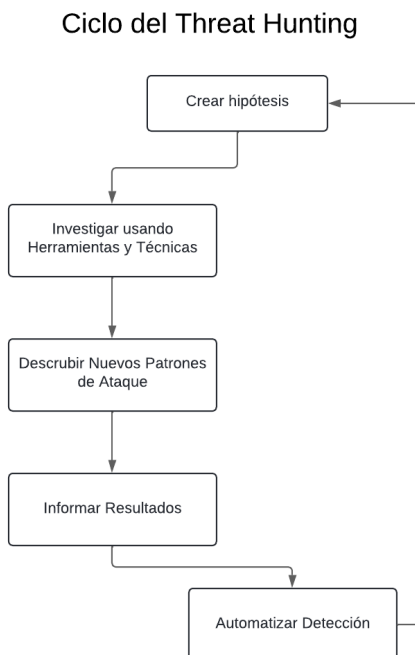 Ciclo del Threat Hunting
Crear hipótesis
Investigar usando
Herramientas y Técnicas
Descrubir Nuevos Patrones
de Ataque
Informar Resultados
Automatizar Detección